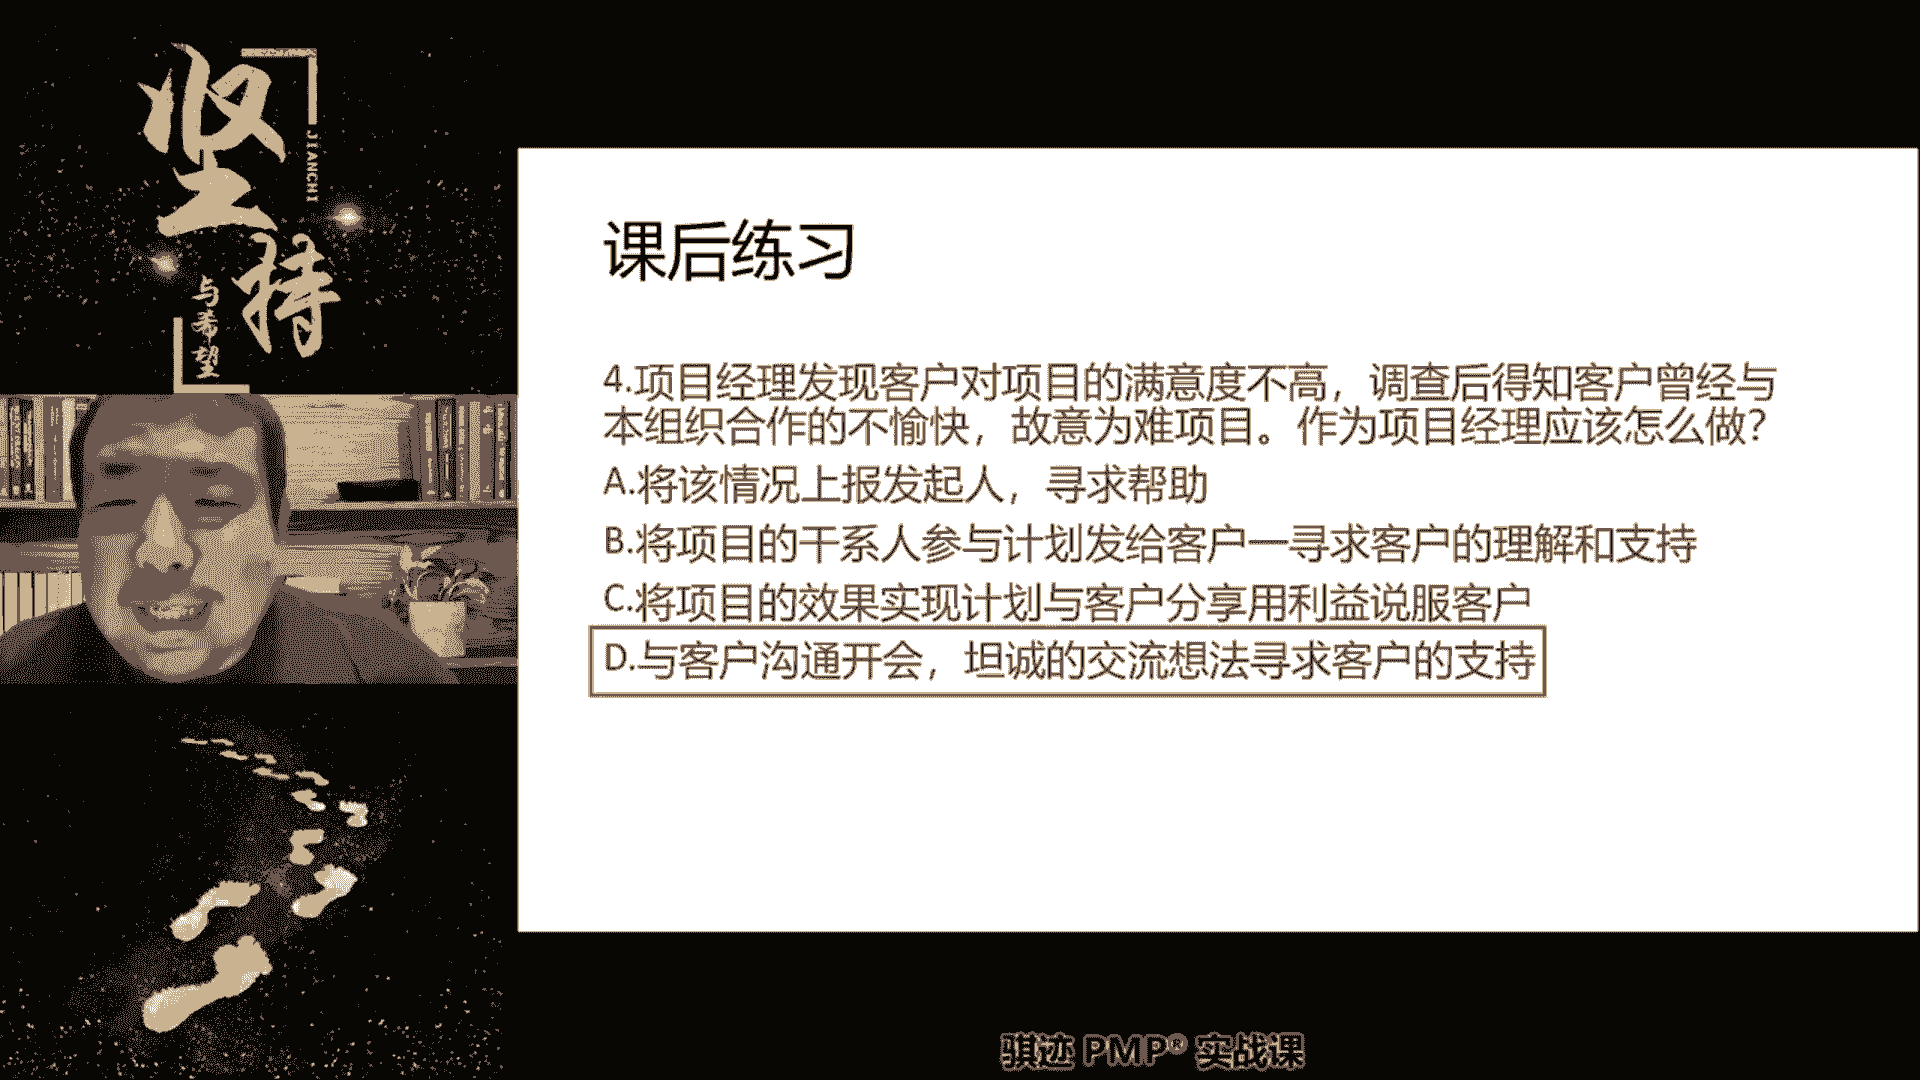 坚持
JIANCHI
与希望
课后练习
4.项目经理发现客户对项目的满意度不高，调查后得知客户曾经与
本组织合作的不愉快，故意为难项目。作为项目经理应该怎么做？
A.将该情况上报发起人，寻求帮助
B.将项目的干系人参与计划发给客户一寻求客户的理解和支持
C.将项目的效果实现计划与客户分享用利益说服客户
D.与客户沟通开会，坦诚的交流想法寻求客户的支持
骐迹 PMP® 实战课